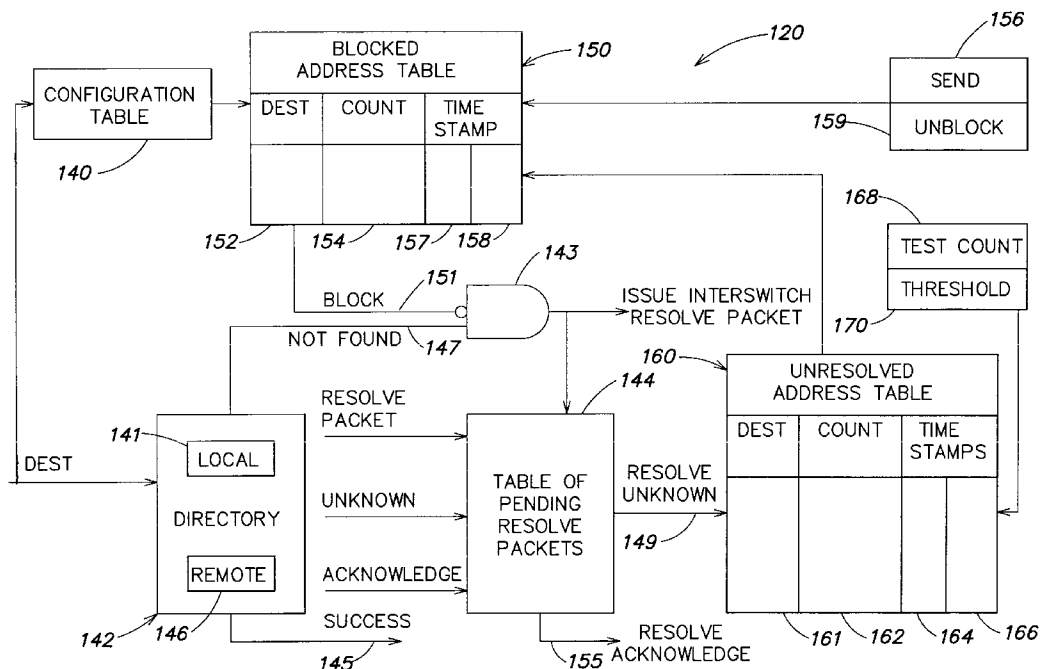 120
156
BLOCKED
ADDRESS TABLE
150
SEND
159
UNBLOCK
CONFIGURATION
TABLE
140
DEST
COUNT
TIME
STAMP
152
154
157
158
168
TEST COUNT
THRESHOLD
170
143
151
BLOCK
NOT FOUND
147
ISSUE INTERSWITCH
RESOLVE PACKET
160
UNRESOLVED
ADDRESS TABLE
DEST
COUNT
TIME
STAMPS
161
162
164
166
144
RESOLVE
PACKET
UNKNOWN
ACKNOWLEDGE
TABLE OF
PENDING
RESOLVE
PACKETS
RESOLVE
UNKNOWN
149
DEST
141
LOCAL
DIRECTORY
REMOTE
142
146
SUCCESS
145
155
RESOLVE
ACKNOWLEDGE